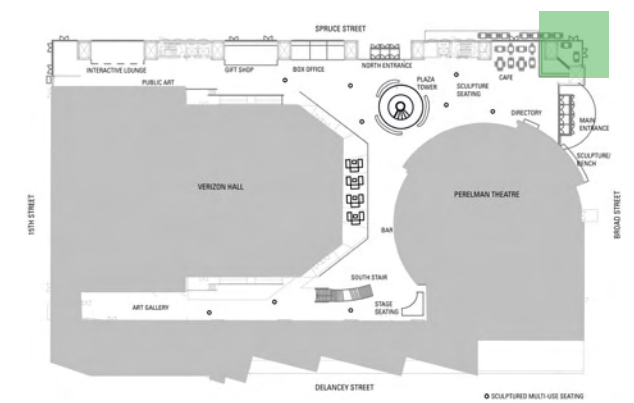 SPRUCE STREET
INTERACTIVE LOUNGE
GIFT SHOP
BOX OFFICE
NORTH ENTRANCE
CAFE
PUBLIC ART
PLAZA
TOWER
SCULPTURE
SEATING
DIRECTORY
MAIN
ENTRANCE
SCULPTURE/
BENCH
VERIZON HALL
PERELMAN THEATRE
15TH STREET
BROAD STREET
BAR
SOUTH STAIR
ART GALLERY
STAGE
SEATING
DELANCEY STREET
SCULPTURED MULTI-USE SEATING